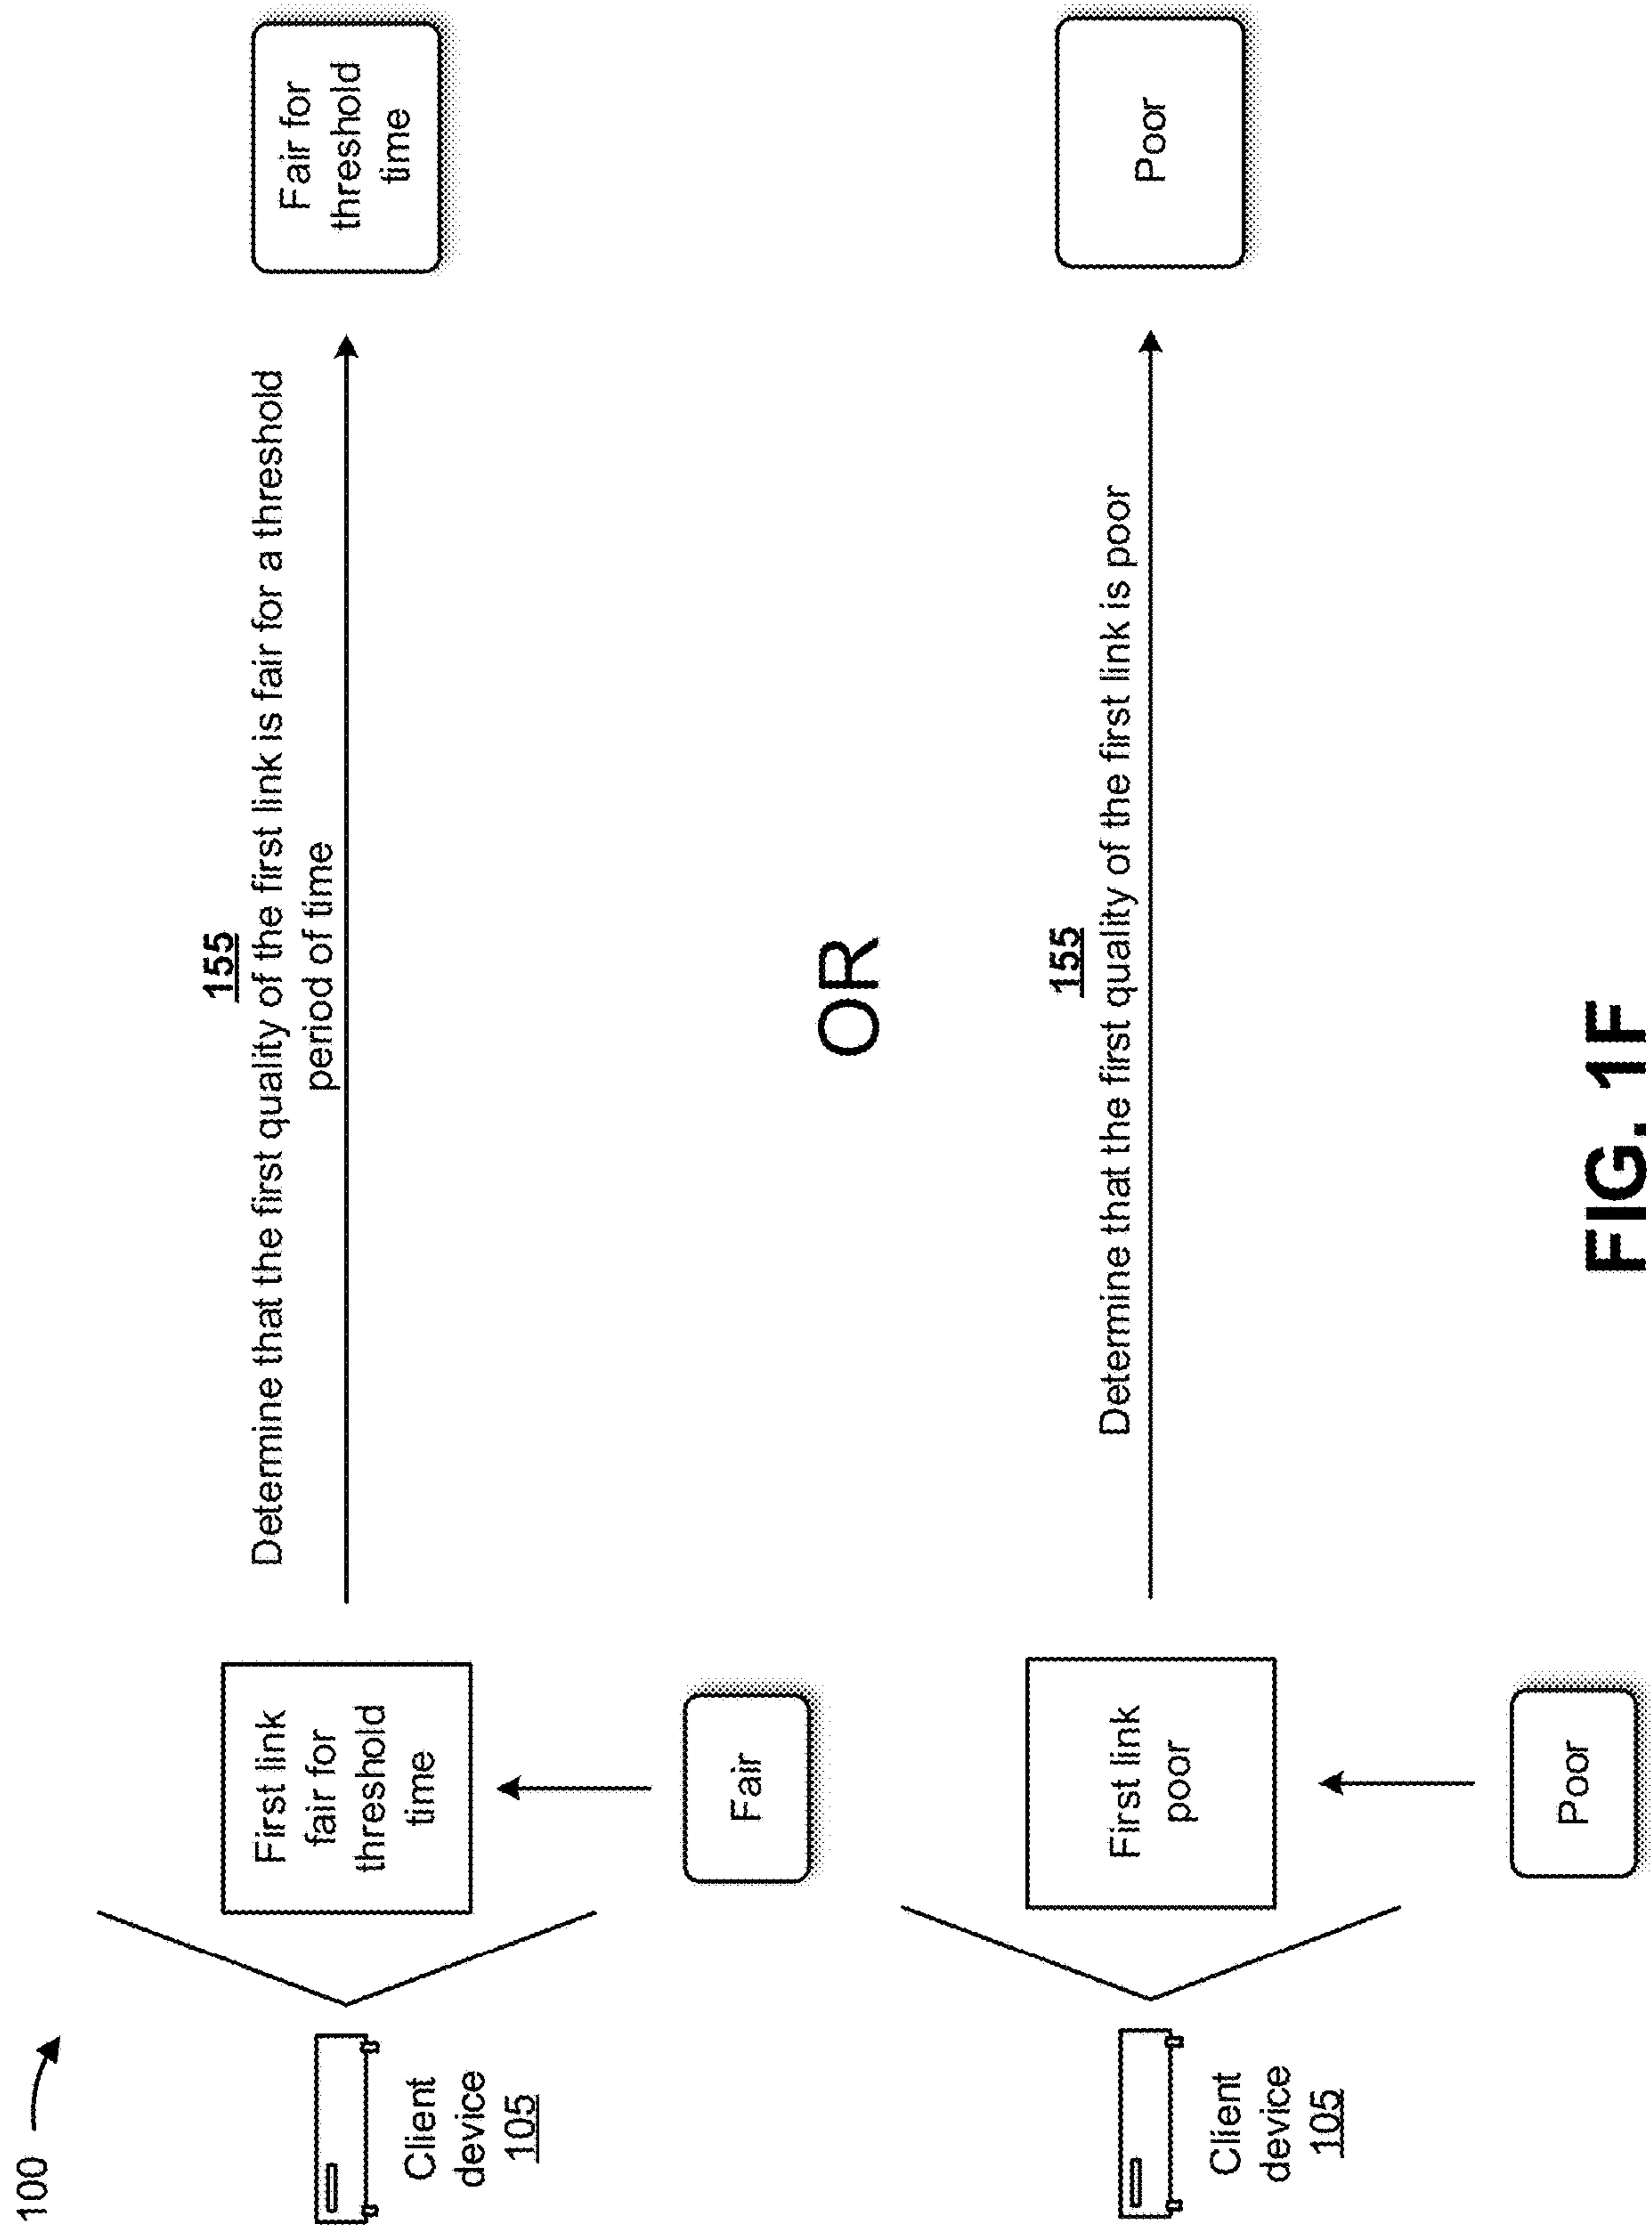 100
155
Determine that the first quality of the first link is fair for a threshold
period of time
First link
fair for
threshold
time
Fair for
threshold
time
Client
device
105
Fair
OR
155
Determine that the first quality of the first link is poor
First link
poor
Poor
Client
device
105
Poor
FIG. 1F